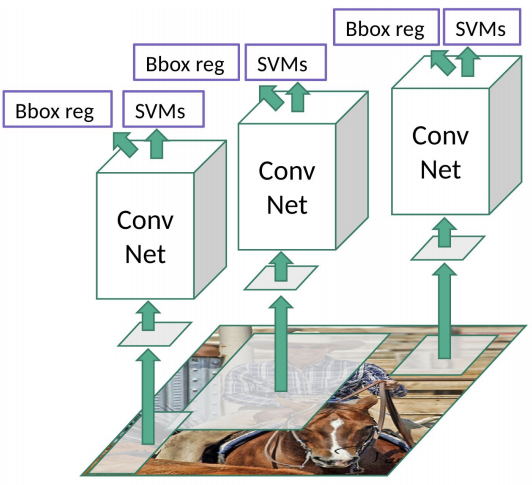 Bbox reg SVMs
Bbox reg SVMs
Bbox reg SVMs
Conv
Net
Conv
Net
Conv
Net